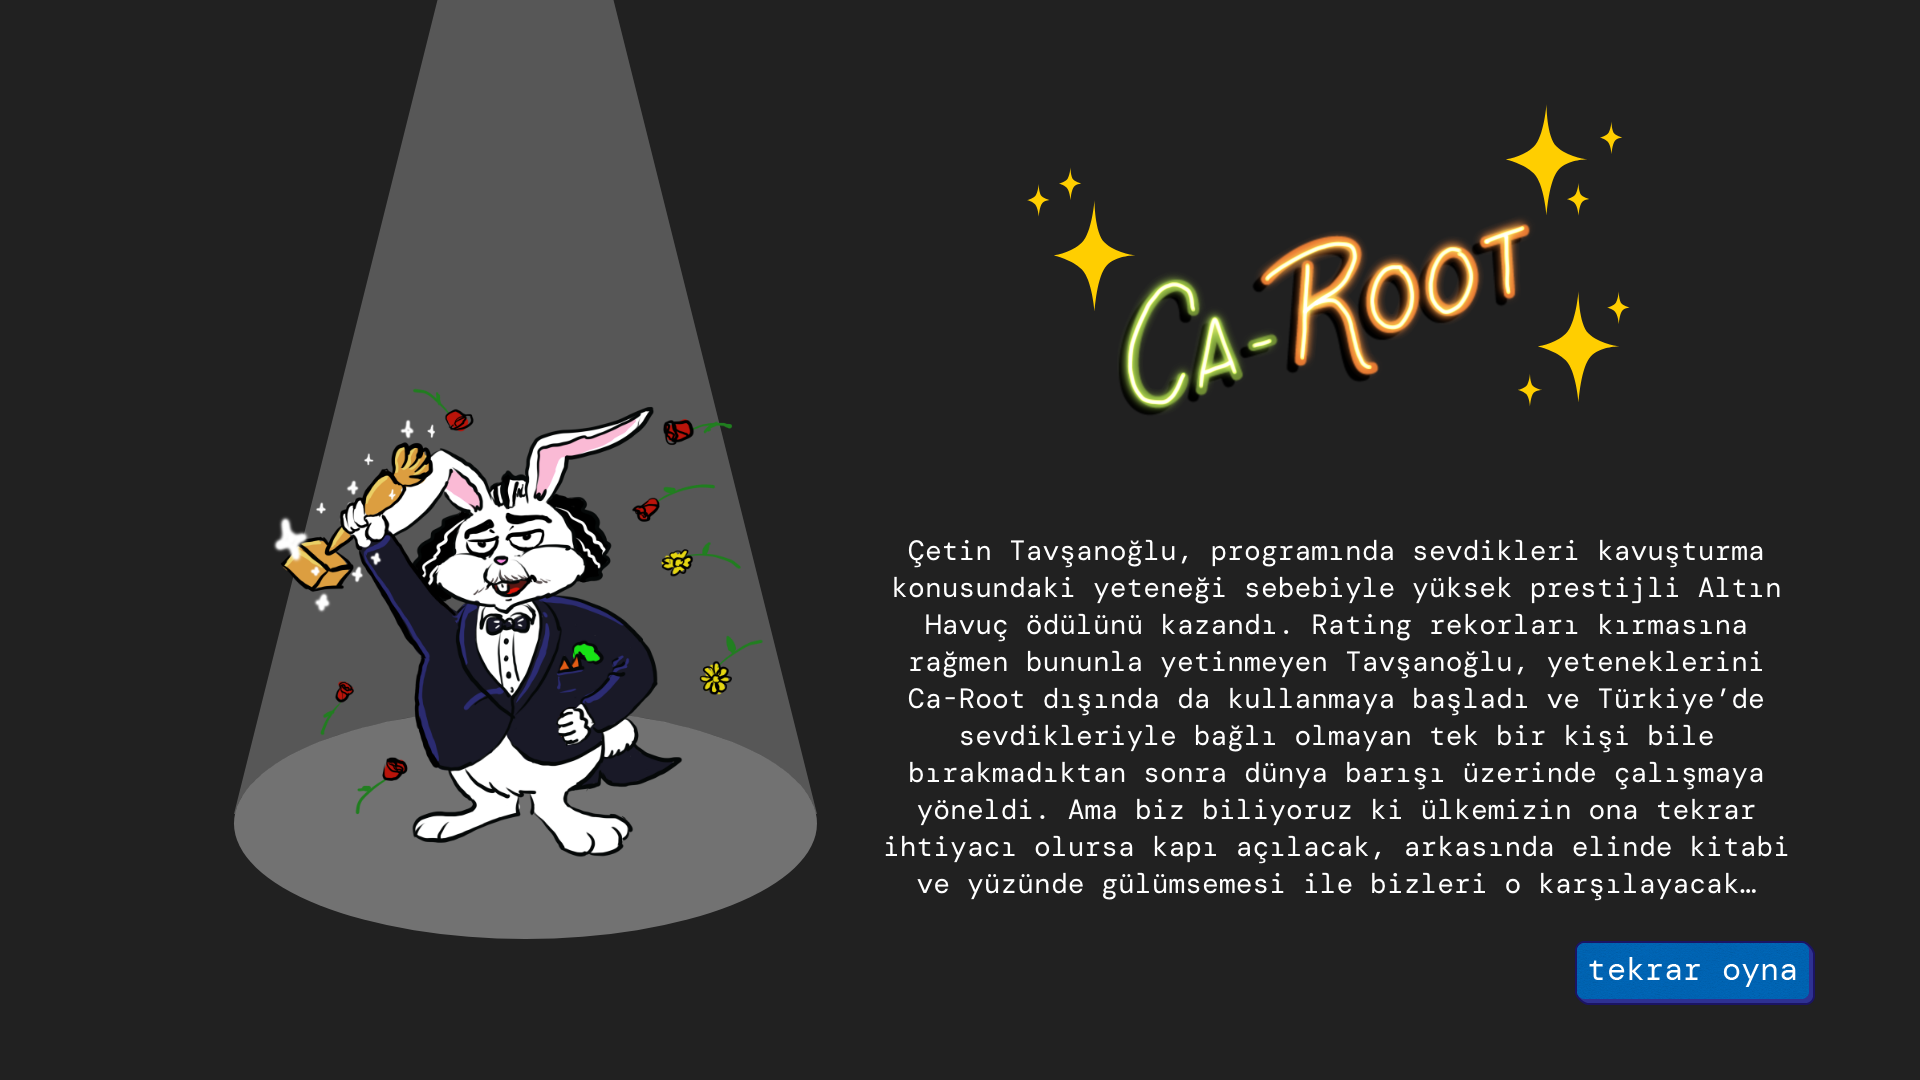 CA-ROOT
Çetin Tavşanoğlu, programında sevdikleri kavuşturma
konusundaki yeteneği sebebiyle yüksek prestijli Altın
Havuç ödülünü kazandı. Rating rekorları kırmasına
rağmen bununla yetinmeyen Tavşanoğlu, yeteneklerini
Ca-Root dışında da kullanmaya başladı ve Türkiye’de
sevdikleriyle bağlı olmayan tek bir kişi bile
bırakmadıktan sonra dünya barışı üzerinde çalışmaya
yöneldi. Ama biz biliyoruz ki ülkemizin ona tekrar
ihtiyacı olursa kapı açılacak, arkasında elinde kitabi
ve yüzünde gülümsemesi ile bizleri o karşılayacak…
tekrar oyna